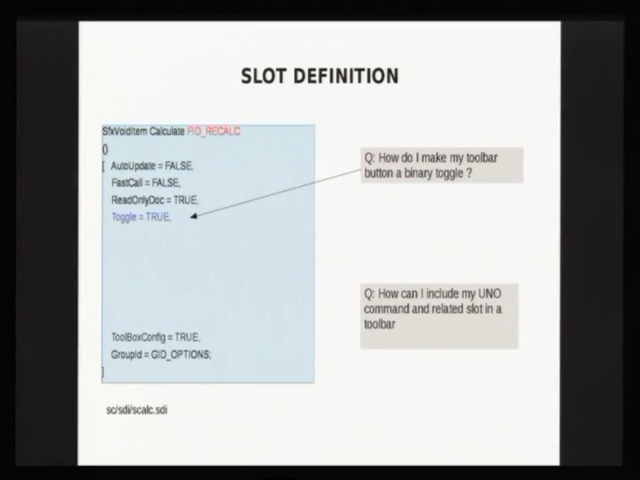 SLOT DEFINITION
SfxVoidItem Calculate FID_RECALC
()
[ AutoUpdate = FALSE,
FastCall = FALSE,
ReadOnlyDoc = TRUE,
Toggle = TRUE,
ToolBoxConfig = TRUE,
GroupId = GID_OPTIONS;
]
sc/sdi/scalc.sdi
Q: How do I make my toolbar
button a binary toggle ?
Q: How can I include my UNO
command and related slot in a
toolbar